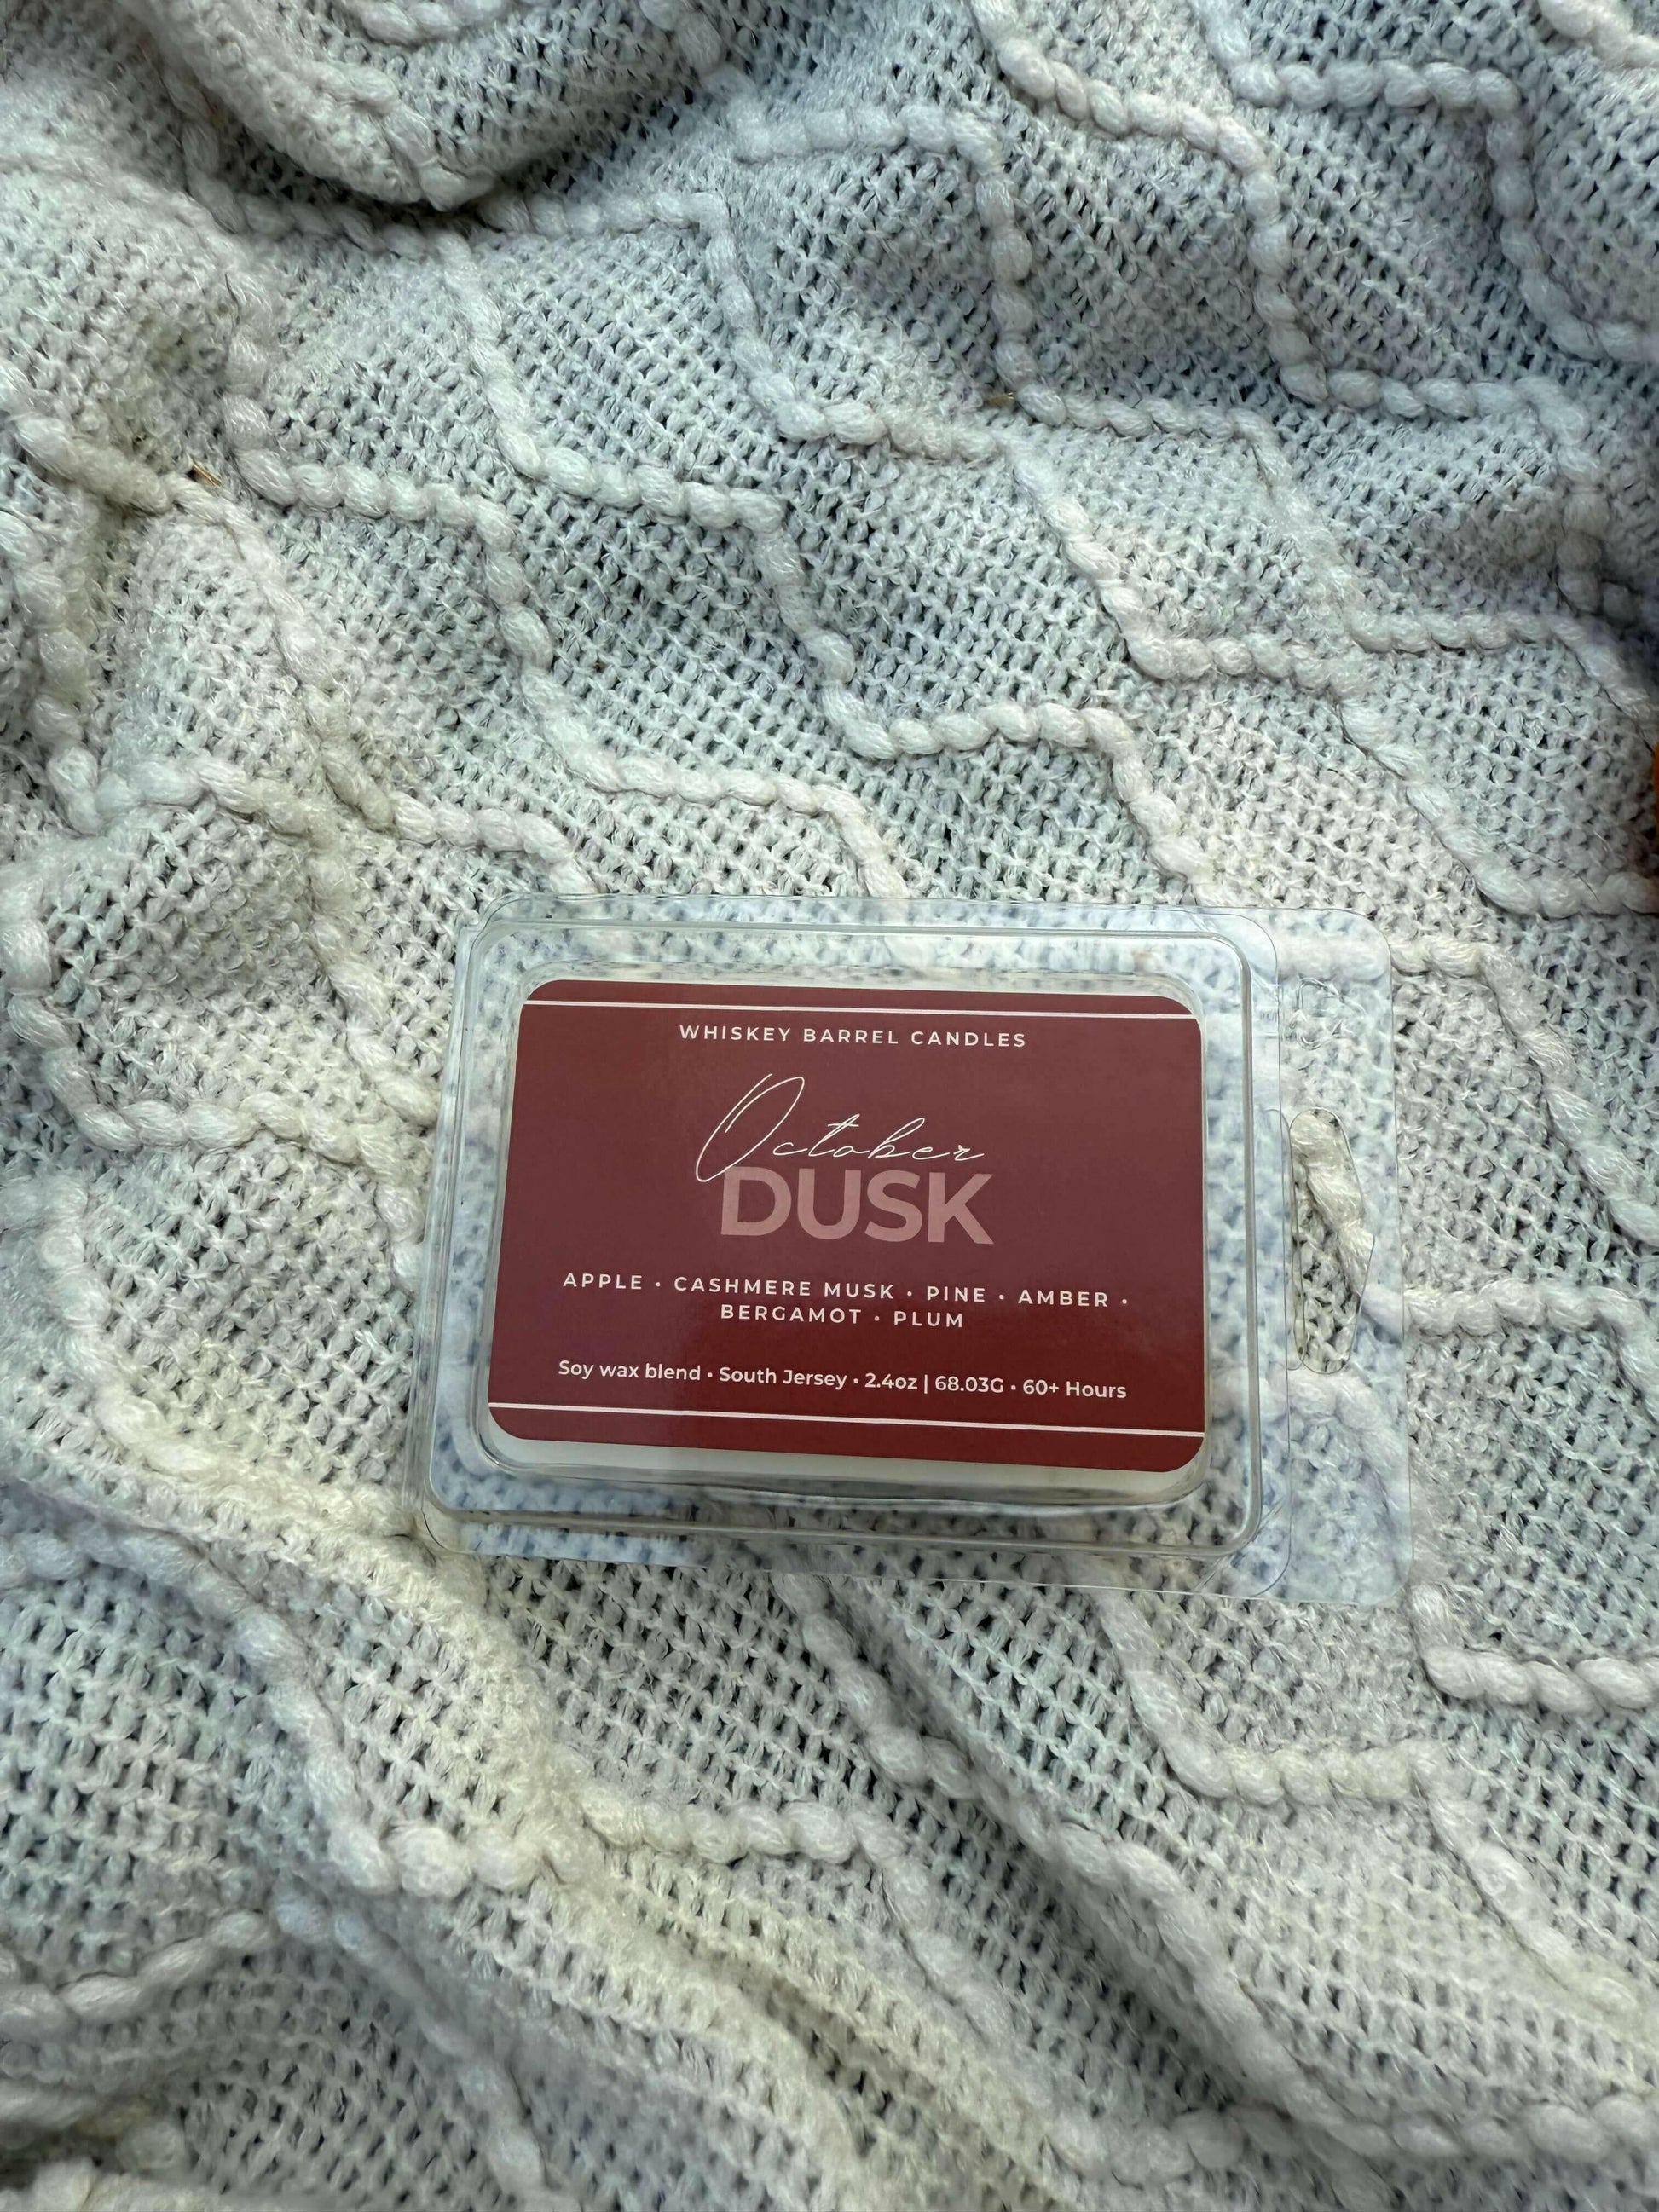 WHISKEY BARREL CANDLES
October
DUSK
APPLE • CASHMERE MUSK • PINE • AMBER •
BERGAMOT • PLUM
Soy wax blend • South Jersey • 2.4oz | 68.03G • 60+ Hours